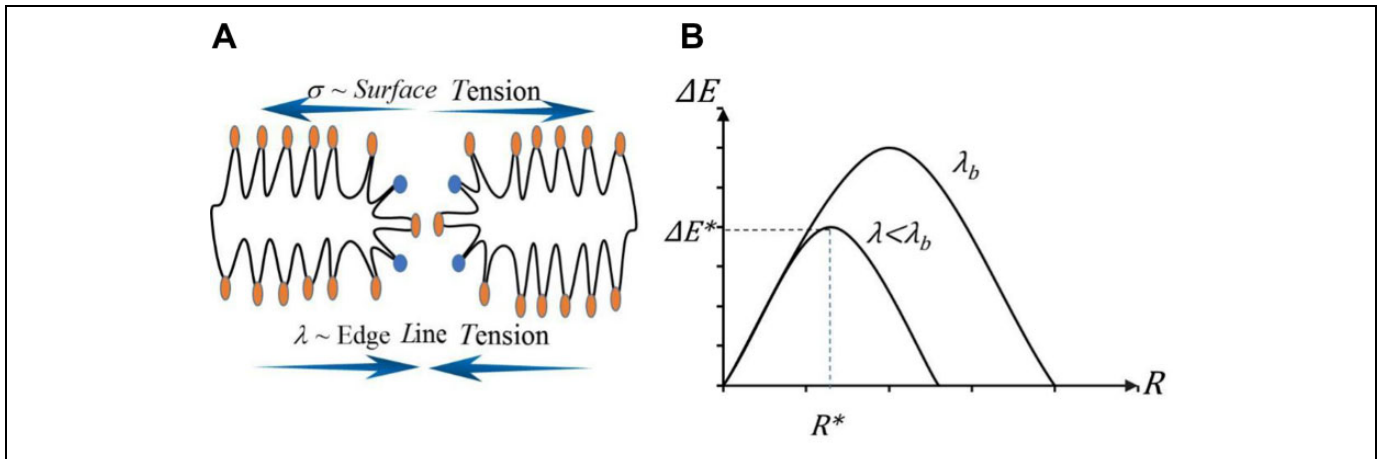 A
σ ~ Surface Tension
λ ~ Edge Line Tension
B
ΔE
λb
ΔE*
λ<λb
R
R*